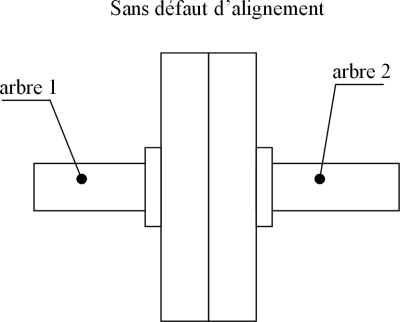 Sans défaut d'alignement
arbre 1
arbre 2